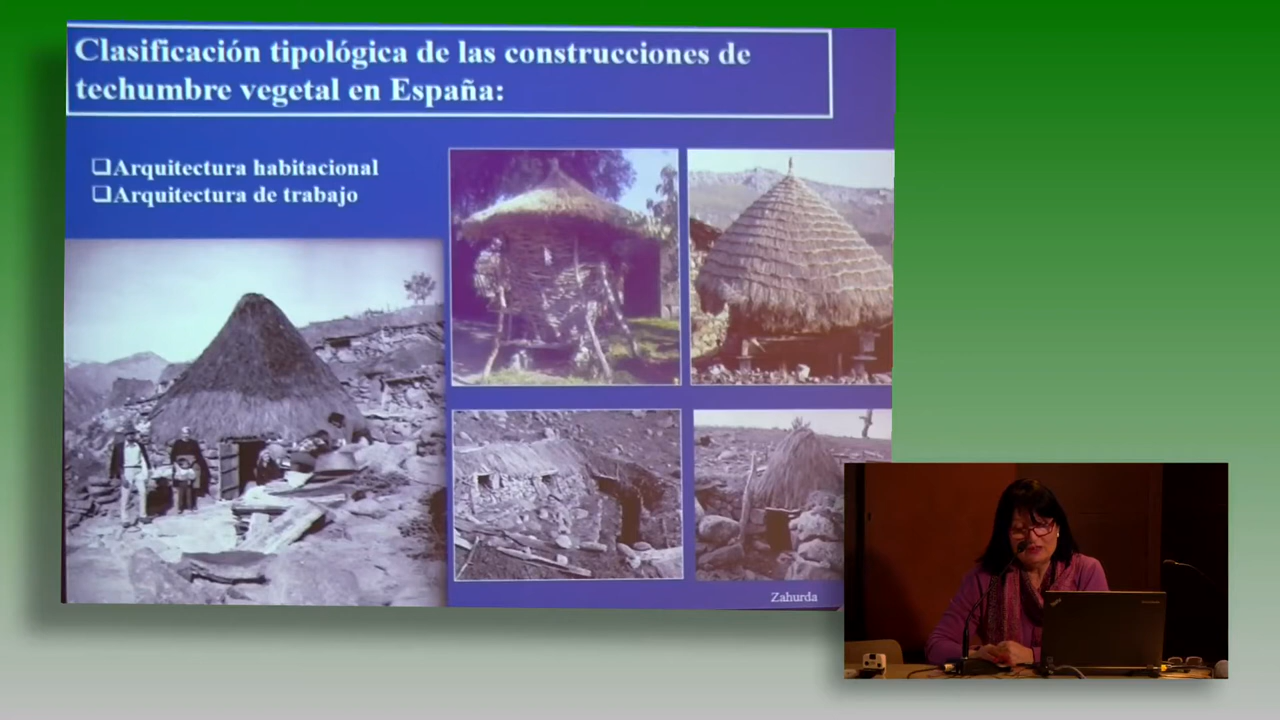 Clasificación tipológica de las construcciones de
techumbre vegetal en España:
❑Arquitectura habitacional
❑Arquitectura de trabajo
Zahurda